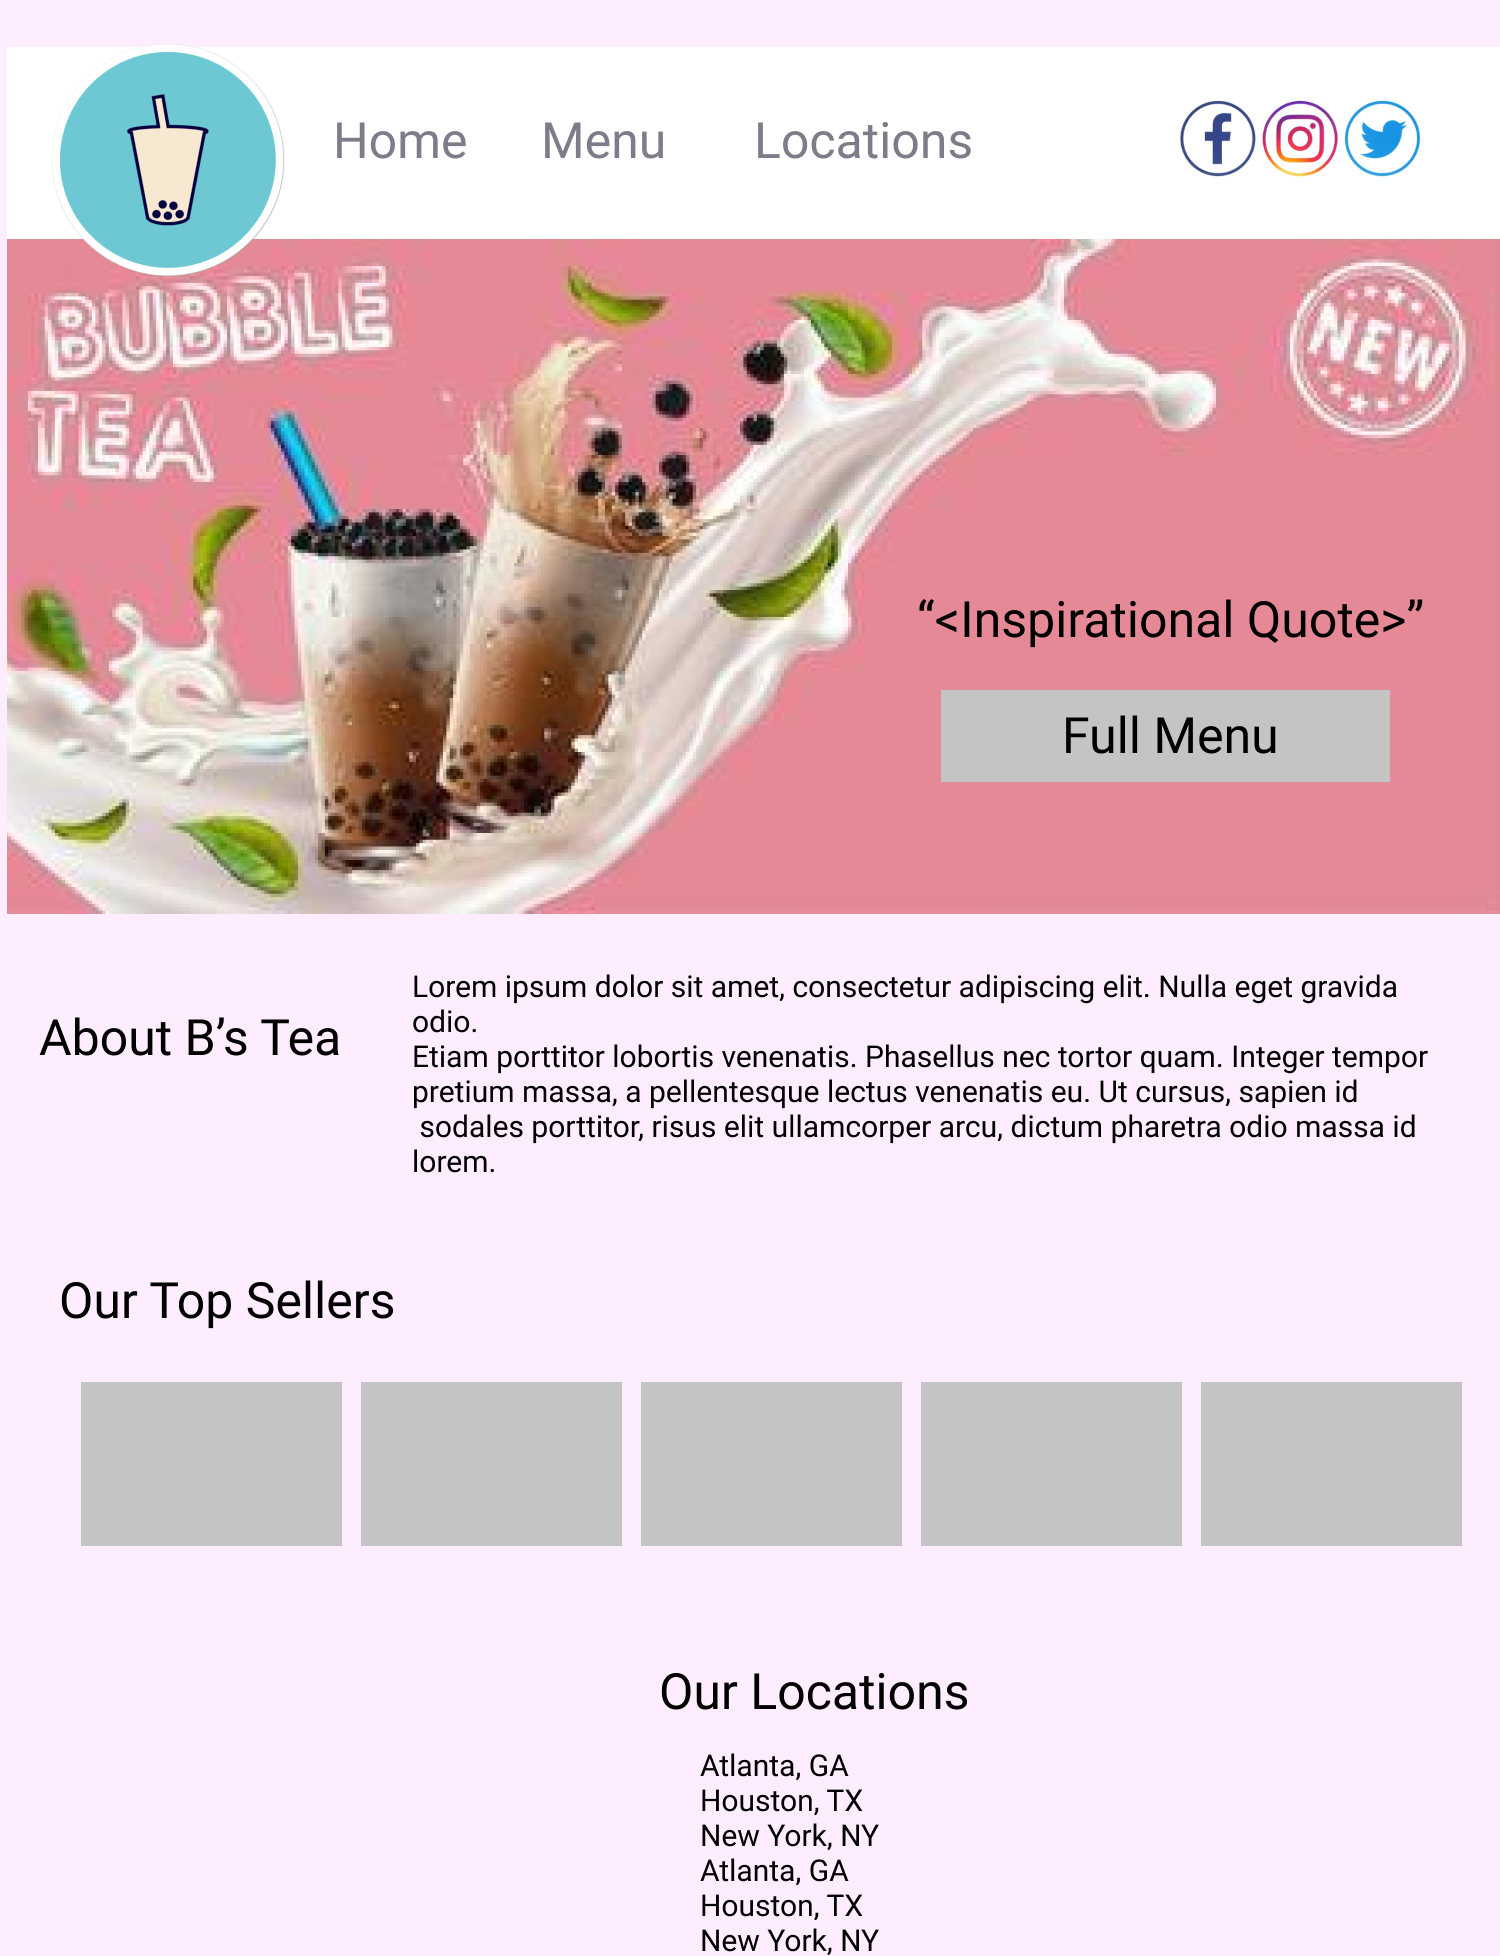 Home Menu Locations
BUBBLE
TEA
NEW
“<Inspirational Quote>”
Full Menu
About B’s Tea
Lorem ipsum dolor sit amet, consectetur adipiscing elit. Nulla eget gravida
odio.
Etiam porttitor lobortis venenatis. Phasellus nec tortor quam. Integer tempor
pretium massa, a pellentesque lectus venenatis eu. Ut cursus, sapien id
sodales porttitor, risus elit ullamcorper arcu, dictum pharetra odio massa id
lorem.
Our Top Sellers
Our Locations
Atlanta, GA
Houston, TX
New York, NY
Atlanta, GA
Houston, TX
New York, NY